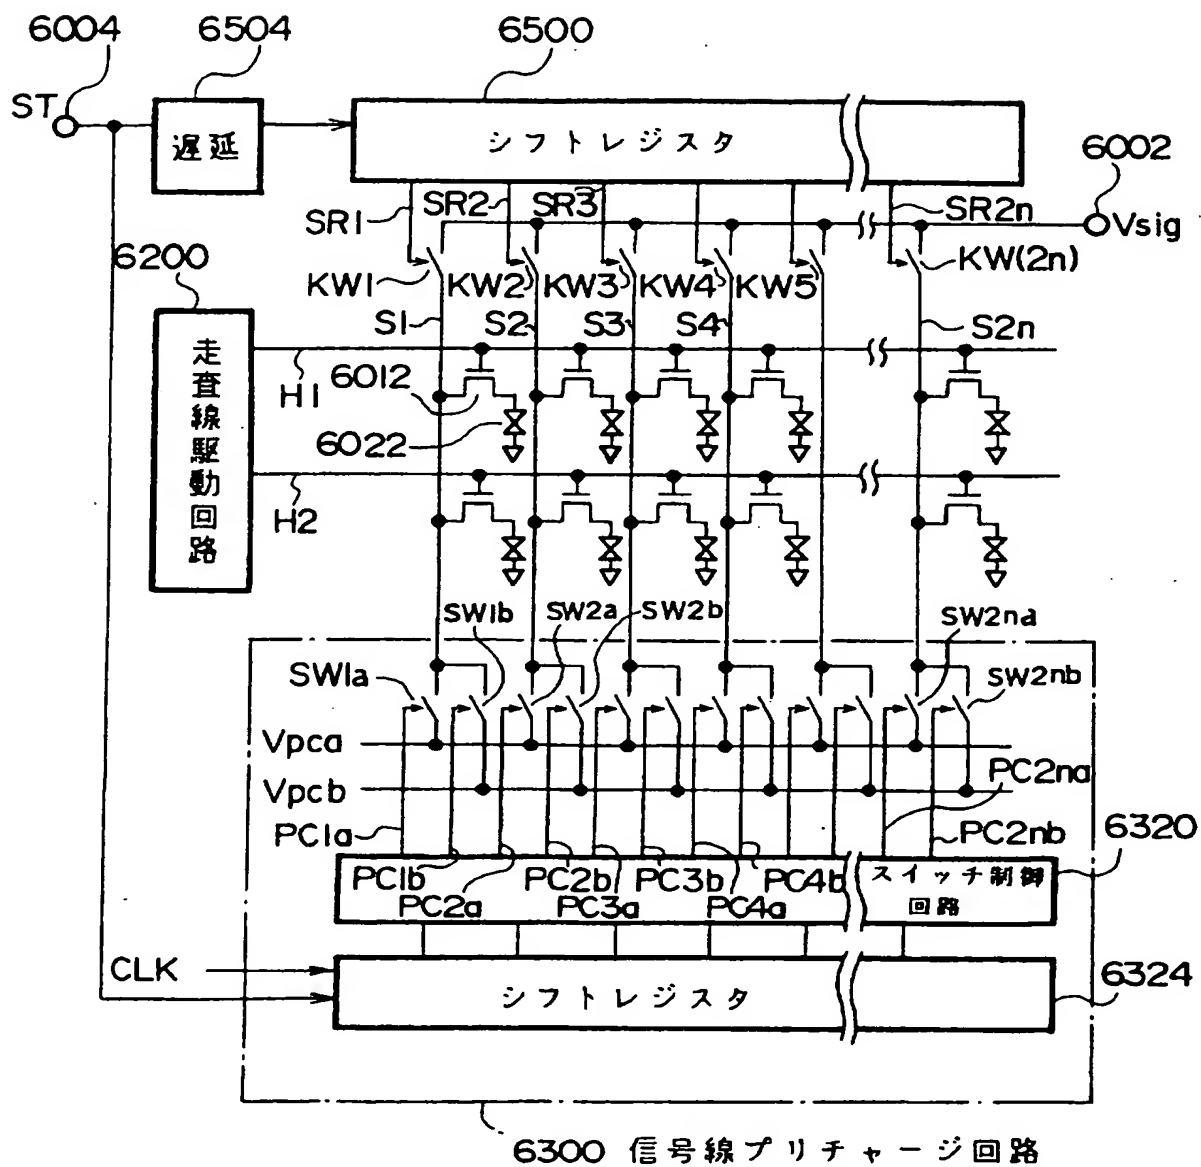 6004
6504
6500
ST
遅延
シフトレジスタ
6002
SR1
SR2
SR3
SR2n
Vsig
6200
KW1
KW2
KW3
KW4
KW5
KW(2n)
S1
S2
S3
S4
S2n
走査線駆動回路
H1
6012
6022
H2
SW1b
SW2a
SW2b
SW2na
SW1a
SW2nb
Vpca
Vpcb
PC2na
PC1a
PC2nb
6320
PC1b
PC2b
PC3b
PC4b
スイッチ制御
PC2a
PC3a
PC4a
回路
CLK
シフトレジスタ
6324
6300 信号線プリチャージ回路